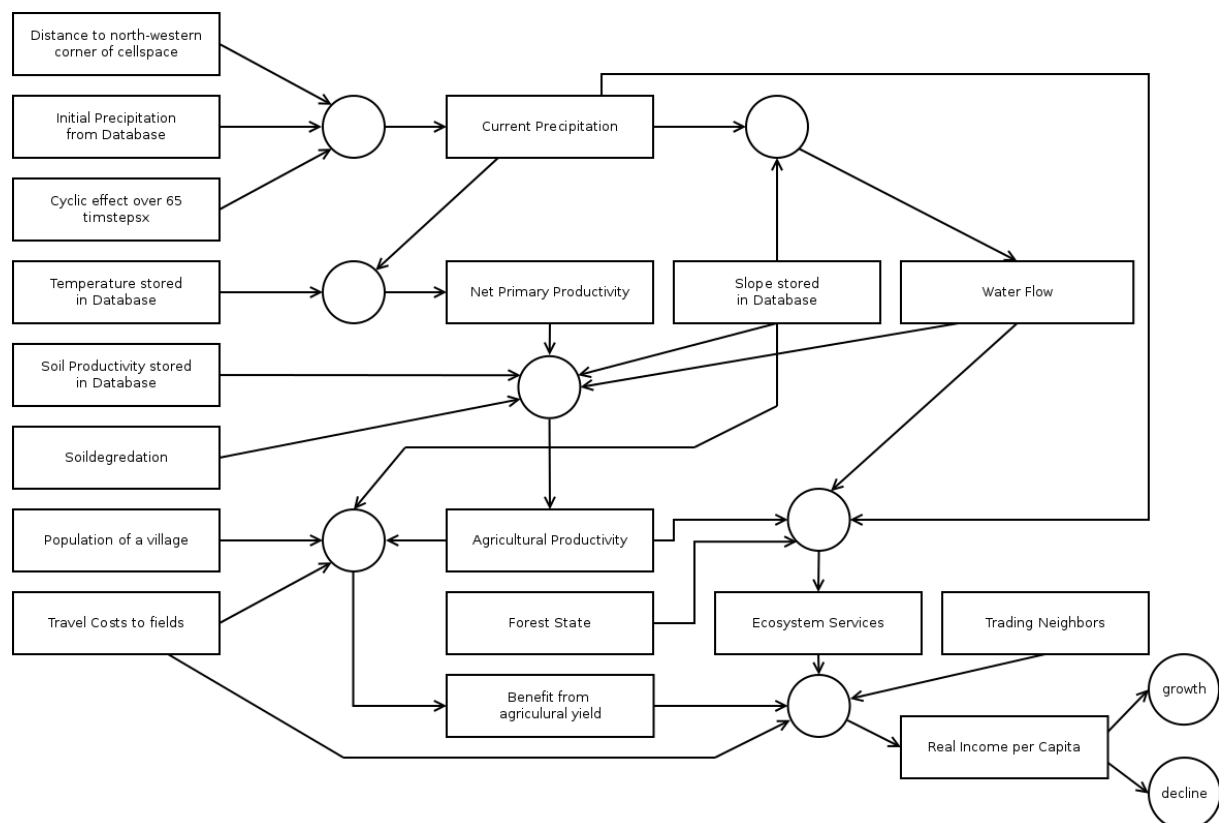 Distance to north-western
corner of cellspace
Initial Precipitation
from Database
Current Precipitation
Cyclic effect over 65
timstepsx
Temperature stored
in Database
Net Primary Productivity
Slope stored
in Database
Water Flow
Soil Productivity stored
in Database
Soildegredation
Population of a village
Agricultural Productivity
Travel Costs to fields
Forest State
Ecosystem Services
Trading Neighbors
Benefit from
agriculural yield
growth
Real Income per Capita
decline